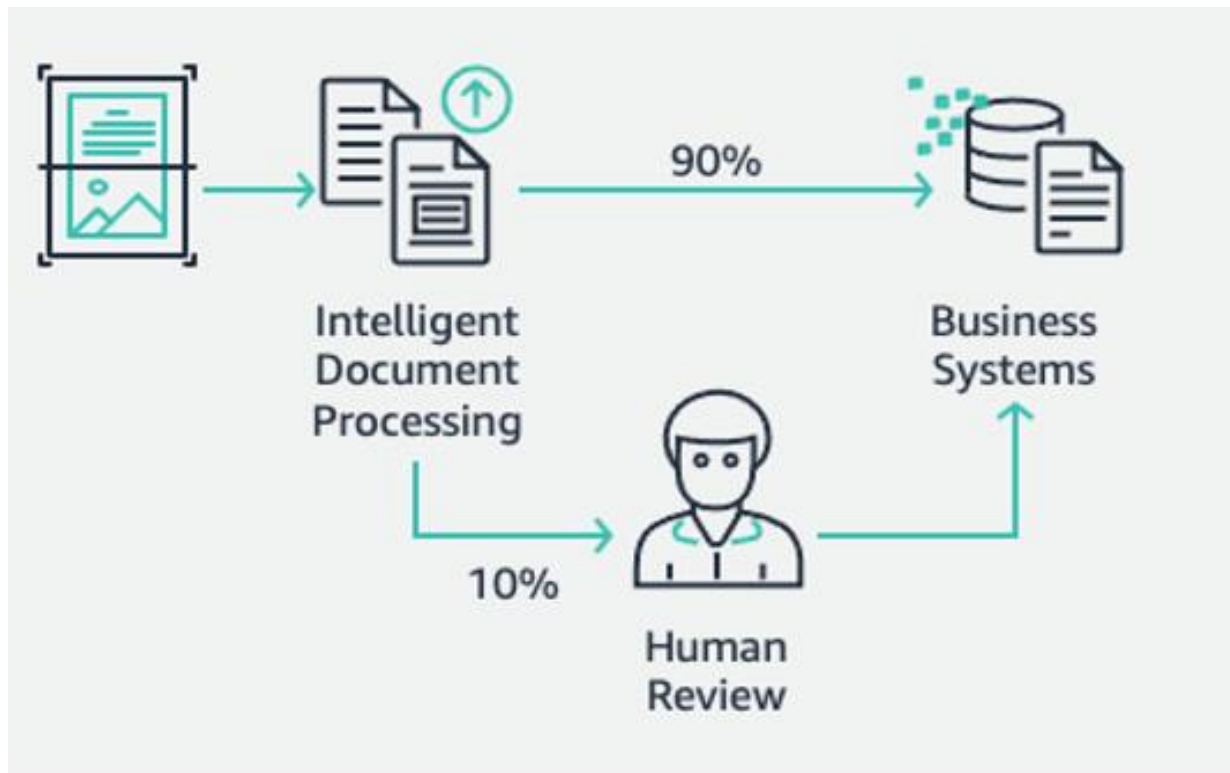 90%
Intelligent
Document
Processing
Business
Systems
10%
Human
Review